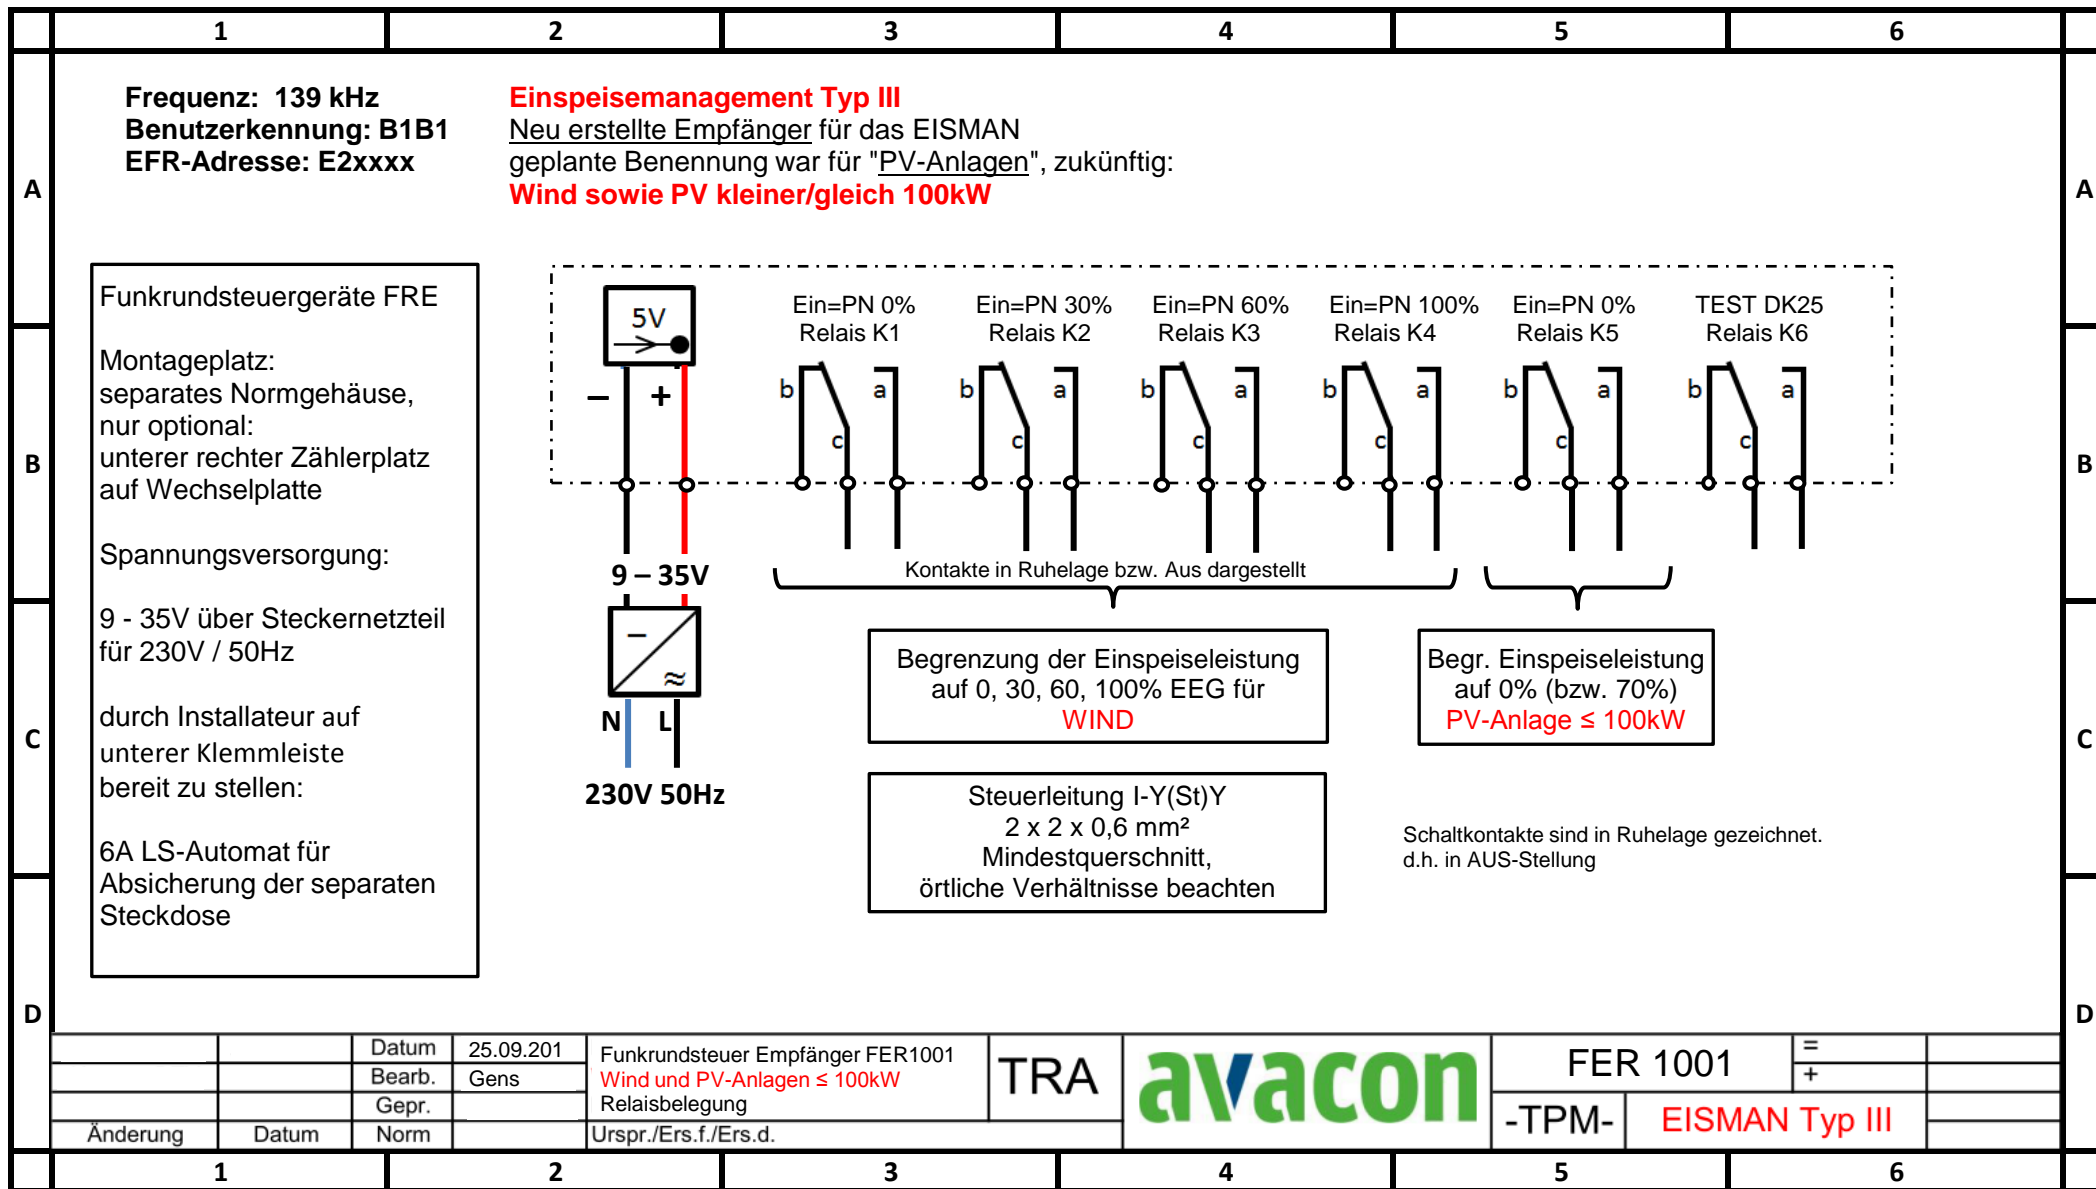 1 2 3 4 5 6
Frequenz: 139 kHz
Benutzerkennung: B1B1
EFR-Adresse: E2xxxx
Einspeisemanagement Typ III
Neu erstellte Empfänger für das EISMAN
geplante Benennung war für "PV-Anlagen", zukünftig:
Wind sowie PV kleiner/gleich 100kW
A A
Funkrundsteuergeräte FRE
Montageplatz:
separates Normgehäuse,
nur optional:
unterer rechter Zählerplatz
auf Wechselplatte
Spannungsversorgung:
9 - 35V über Steckernetzteil
für 230V / 50Hz
durch Installateur auf
unterer Klemmleiste
bereit zu stellen:
6A LS-Automat für
Absicherung der separaten
Steckdose
5V
– +
9 – 35V
– ≈
N L
230V 50Hz
Ein=PN 0%
Relais K1
b a
c
Ein=PN 30%
Relais K2
b a
c
Ein=PN 60%
Relais K3
b a
c
Ein=PN 100%
Relais K4
b a
c
Ein=PN 0%
Relais K5
b a
c
TEST DK25
Relais K6
b a
c
B B
Kontakte in Ruhelage bzw. Aus dargestellt
Begrenzung der Einspeiseleistung
auf 0, 30, 60, 100% EEG für
WIND
Begr. Einspeiseleistung
auf 0% (bzw. 70%)
PV-Anlage ≤ 100kW
C C
Steuerleitung I-Y(St)Y
2 x 2 x 0,6 mm²
Mindestquerschnitt,
örtliche Verhältnisse beachten
Schaltkontakte sind in Ruhelage gezeichnet.
d.h. in AUS-Stellung
D D
Datum 25.09.201
Bearb. Gens
Gepr.
Änderung Datum Norm
Funkrundsteuer Empfänger FER1001
Wind und PV-Anlagen ≤ 100kW
Relaisbelegung
Urspr./Ers.f./Ers.d.
TRA
avacon
FER 1001
=
+
-TPM-
EISMAN Typ III
1 2 3 4 5 6